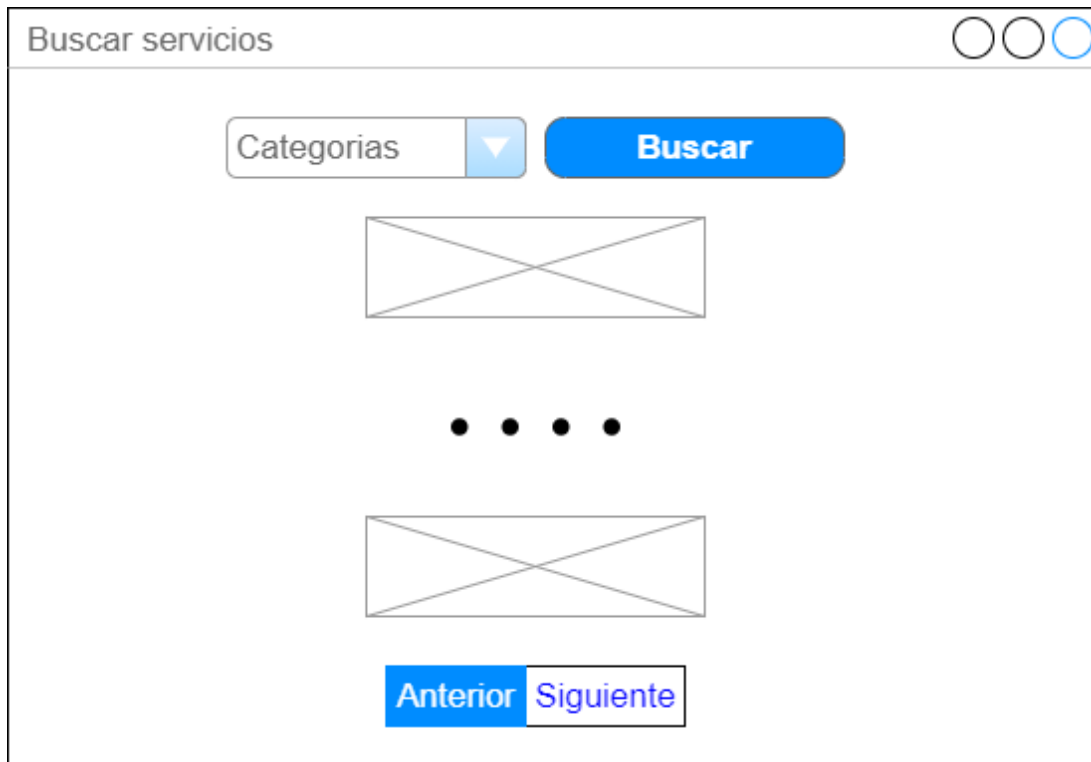 Buscar servicios
Categorias
Buscar
Anterior
Siguiente